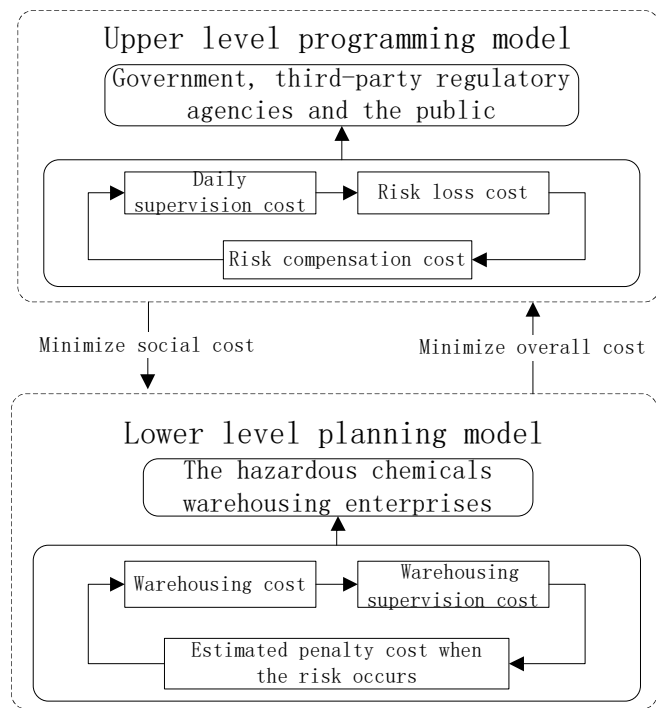 Upper level programming model
Government, third-party regulatory
agencies and the public
Daily
supervision cost
Risk loss cost
Risk compensation cost
Minimize social cost
Minimize overall cost
Lower level planning model
The hazardous chemicals
warehousing enterprises
Warehousing cost
Warehousing
supervision cost
Estimated penalty cost when
the risk occurs